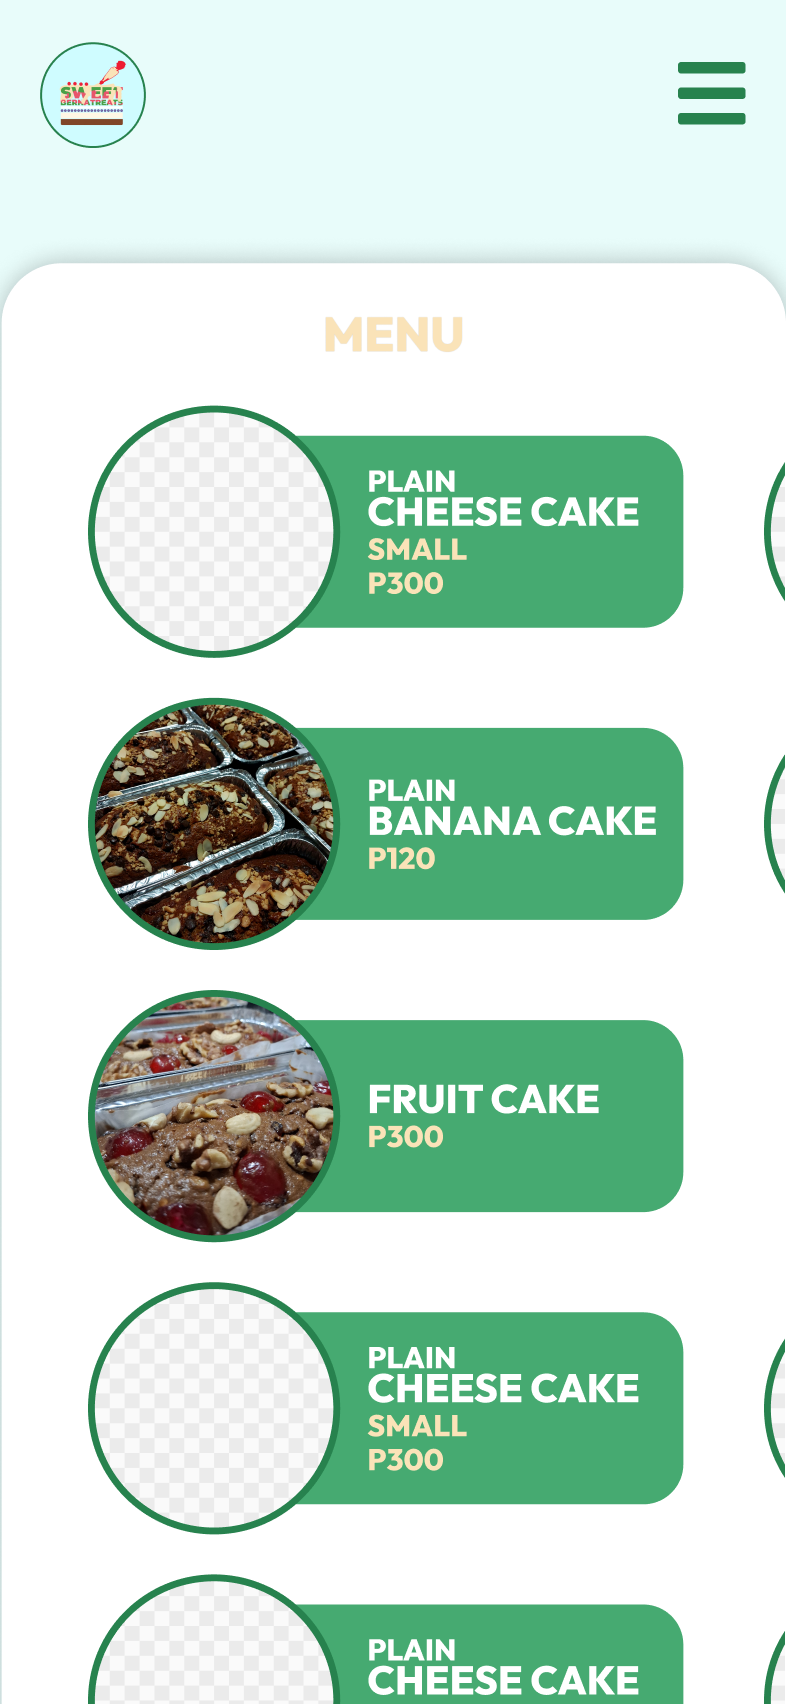 SWEET
BERNATREATS
MENU
PLAIN
CHEESE CAKE
SMALL
P300
PLAIN
BANANA CAKE
P120
FRUIT CAKE
P300
PLAIN
CHEESE CAKE
SMALL
P300
PLAIN
CHEESE CAKE